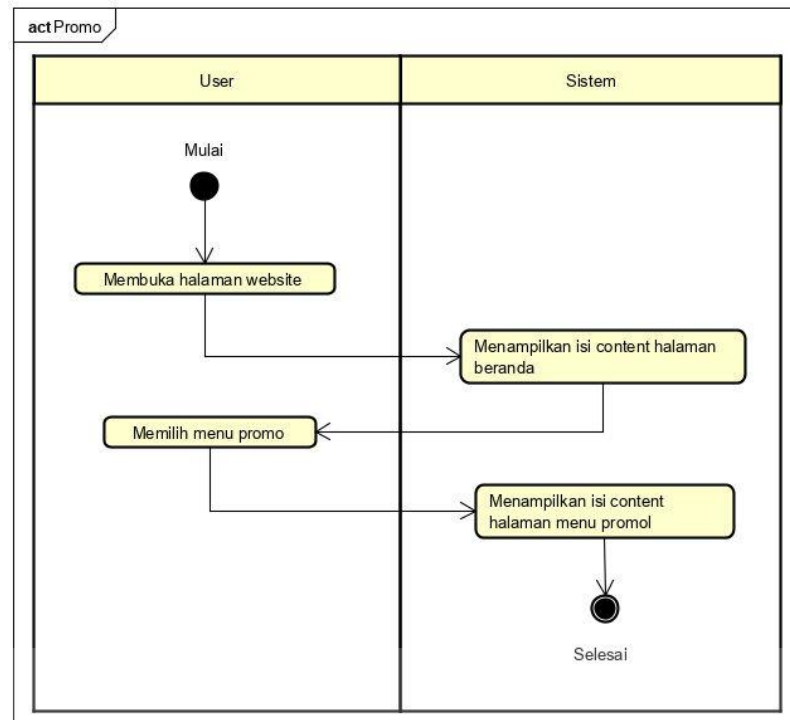 act Promo
User
Sistem
Mulai
Membuka halaman website
Menampilkan isi content halaman
beranda
Memilih menu promo
Menampilkan isi content
halaman menu promol
Selesai